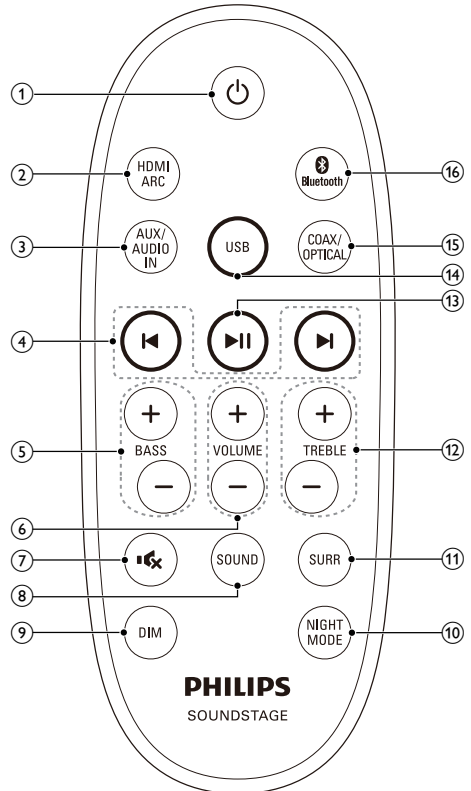 ①
② HDMI ARC
⑯ Bluetooth
③ AUX/ AUDIO IN
USB
COAX/ OPTICAL ⑮
⑭
⑬
④
⑤ BASS
VOLUME
TREBLE ⑫
⑥
⑦
SOUND
SURR ⑪
⑧
⑨ DIM
NIGHT MODE ⑩
PHILIPS
SOUNDSTAGE